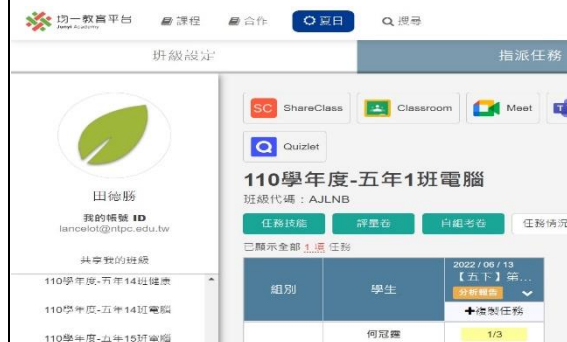 均一教育平台
Junyi Academy
課程
合作
夏日
搜尋
班級設定
指派任務
SC ShareClass
Classroom
Meet
Quizlet
田德勝
我的帳號 ID
lancelot@ntpc.edu.tw
共享我的班級
110學年度-五年14班健康
110學年度-五年14班電腦
110學年度-五年15班電腦
110學年度-五年1班電腦
班級代碼：AJLNB
任務技能
評量卷
自組考卷
任務情況
已顯示全部 1 項 任務
組別
學生
2022 / 06 / 13
【五下】第...
分析報告
+複製任務
何冠霆
1/3